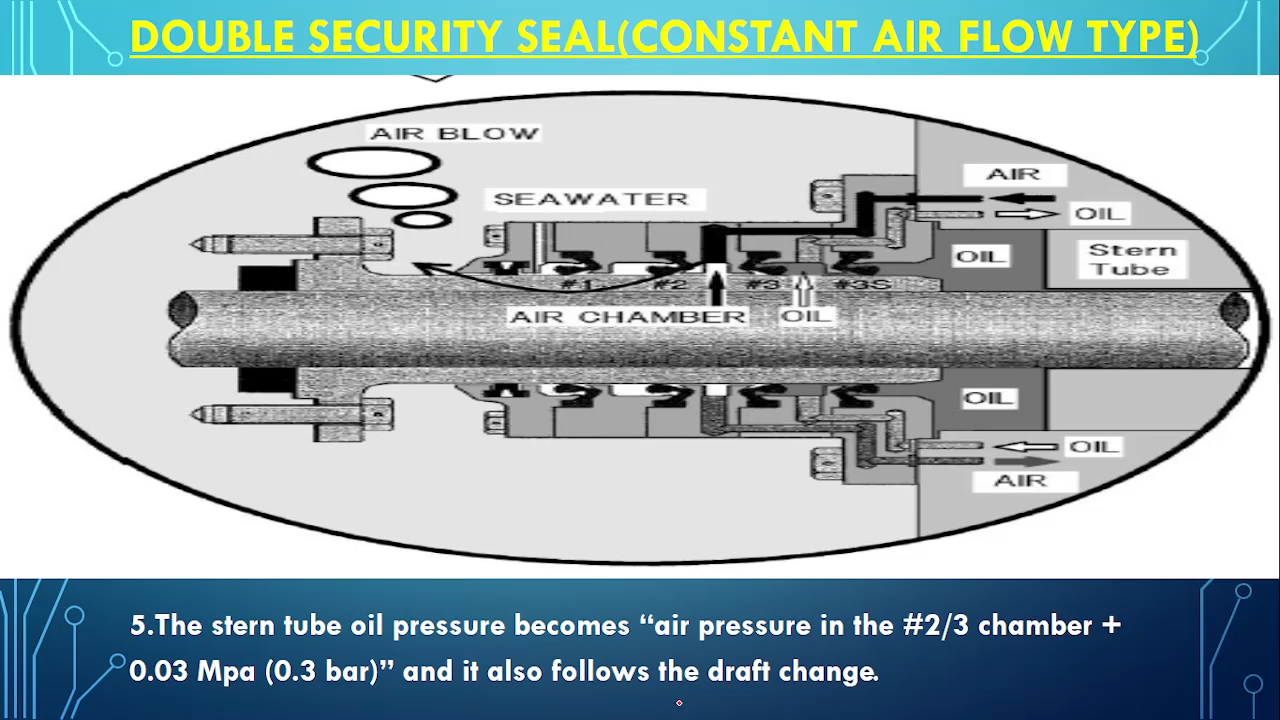 DOUBLE SECURITY SEAL(CONSTANT AIR FLOW TYPE)
AIR BLOW
SEAWATER
AIR
OIL
OIL
Stern
Tube
#1 #2 #3 #3S
AIR CHAMBER OIL
OIL
OIL
AIR
5.The stern tube oil pressure becomes “air pressure in the #2/3 chamber +
0.03 Mpa (0.3 bar)” and it also follows the draft change.